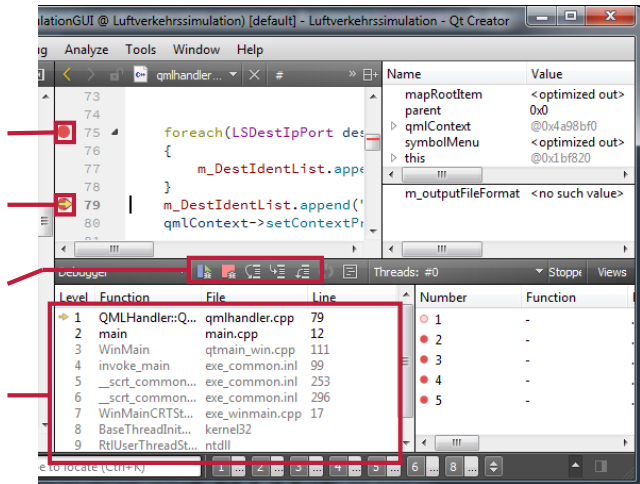 ulationGUI @ Luftverkehrssimulation) [default] - Luftverkehrssimulation - Qt Creator
ug Analyze Tools Window Help
qmlhandler... # » Name Value
73
74
75 foreach(LSDestIpPort des
76 {
77 m_DestIdentList.appe
78 }
79 m_DestIdentList.append("
80 qmlContext->setContextPr
mapRootItem <optimized out>
parent 0x0
qmlContext @0x4a98bf0
symbolMenu <optimized out>
this @0x1bf820
m_outputFileFormat <no such value>
Debugger Threads: #0 Stoppe Views
Level Function File Line
1 QMLHandler::Q... qmlhandler.cpp 79
2 main main.cpp 12
3 WinMain qtmain_win.cpp 111
4 invoke_main exe_common.inl 99
5 __scrt_common... exe_common.inl 253
6 __scrt_common... exe_common.inl 296
7 WinMainCRTSt... exe_winmain.cpp 17
8 BaseThreadInit... kernel32
9 RtlUserThreadSt... ntdll
Number Function
1 -
2 -
3 -
4 -
5 -
e to locate (Ctrl+K) 1 ... 2 ... 3 ... 4 ... 5 ... 6 ... 8 ...